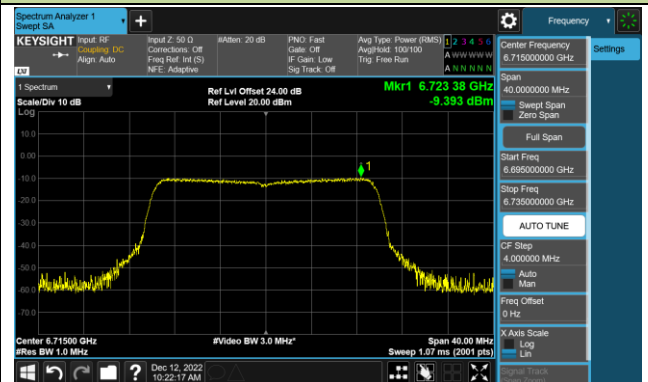 Spectrum Analyzer 1
Swept SA
Frequency
KEYSIGHT
Input: RF
Coupling: DC
Align: Auto
Input Z: 50 Ω
Corrections: Off
Freq Ref: Int (S)
NFE: Adaptive
#Atten: 20 dB
PNO: Fast
Gate: Off
IF Gain: Low
Sig Track: Off
Avg Type: Power (RMS)
Avg|Hold: 100/100
Trig: Free Run
1 2 3 4 5 6
A W W W W W
A N N N N N
LXI
1 Spectrum
Scale/Div 10 dB
Ref Lvl Offset 24.00 dB
Ref Level 20.00 dBm
Mkr1 6.723 38 GHz
-9.393 dBm
Log
10.0
0.00
-10.0
-20.0
-30.0
-40.0
-50.0
-60.0
-70.0
1
Center 6.71500 GHz
#Res BW 1.0 MHz
#Video BW 3.0 MHz*
Span 40.00 MHz
Sweep 1.07 ms (2001 pts)
Dec 12, 2022
10:22:17 AM
Center Frequency
6.715000000 GHz
Span
40.0000000 MHz
Swept Span
Zero Span
Full Span
Start Freq
6.695000000 GHz
Stop Freq
6.735000000 GHz
AUTO TUNE
CF Step
4.000000 MHz
Auto
Man
Freq Offset
0 Hz
X Axis Scale
Log
Lin
Signal Track
Settings